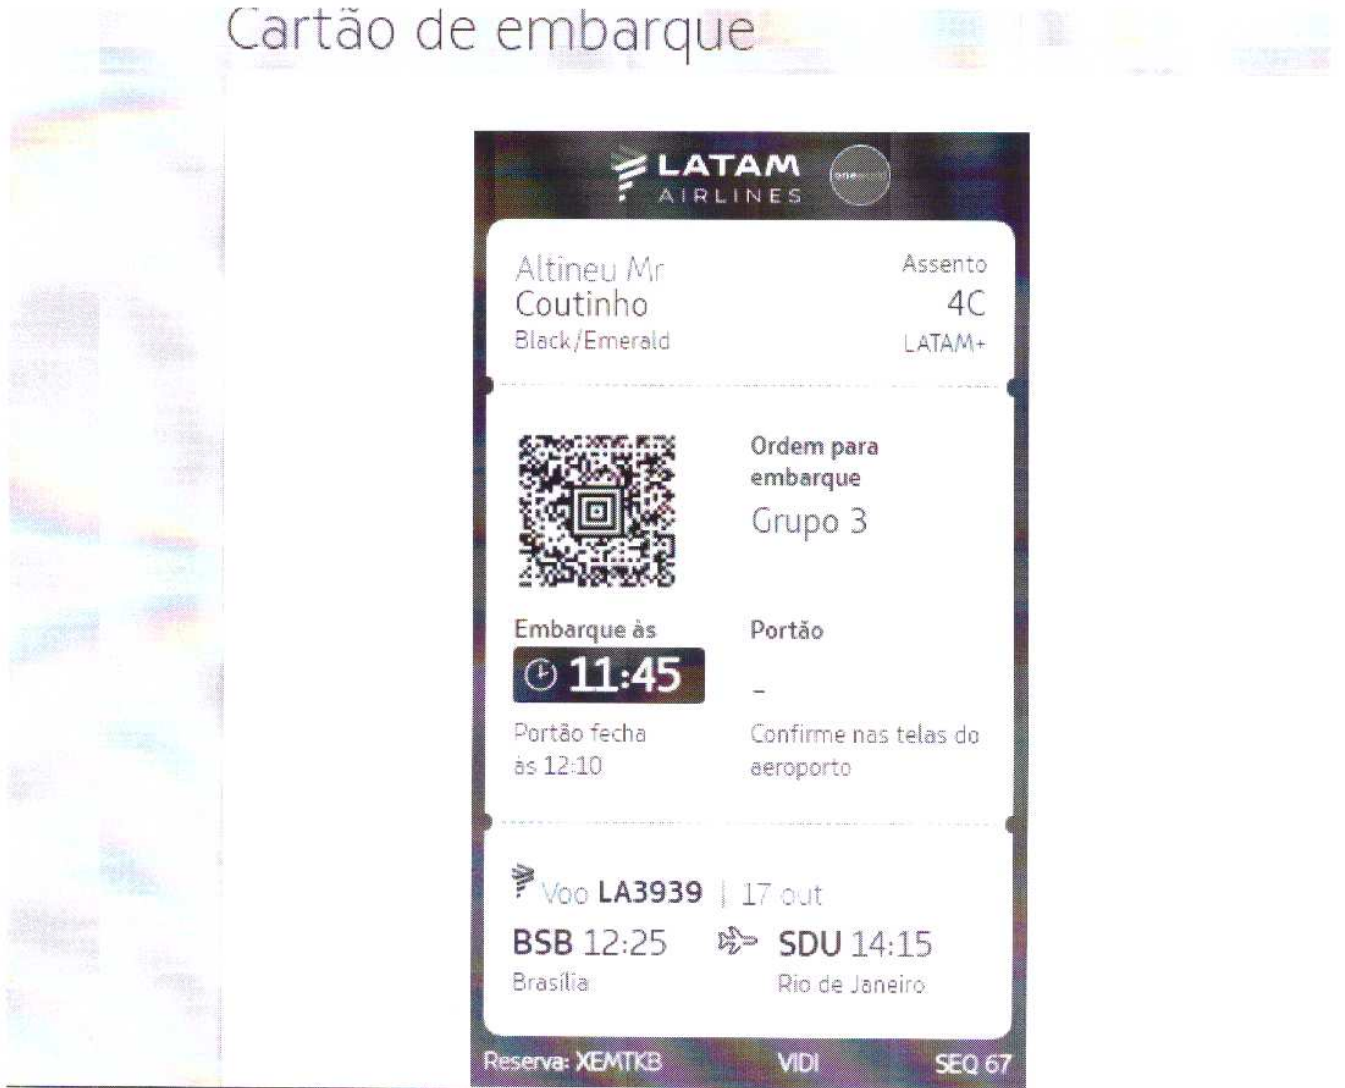 Cartão de embarque
LATAM
AIRLINES
oneworld
Altineu Mr
Coutinho
Black/Emerald
Assento
4C
LATAM+
Ordem para
embarque
Grupo 3
Embarque às
11:45
Portão fecha
às 12:10
Portão
-
Confirme nas telas do
aeroporto
Voo LA3939 | 17 out
BSB 12:25 SDU 14:15
Brasília Rio de Janeiro
Reserva: XEMTKB VIDI SEQ 67